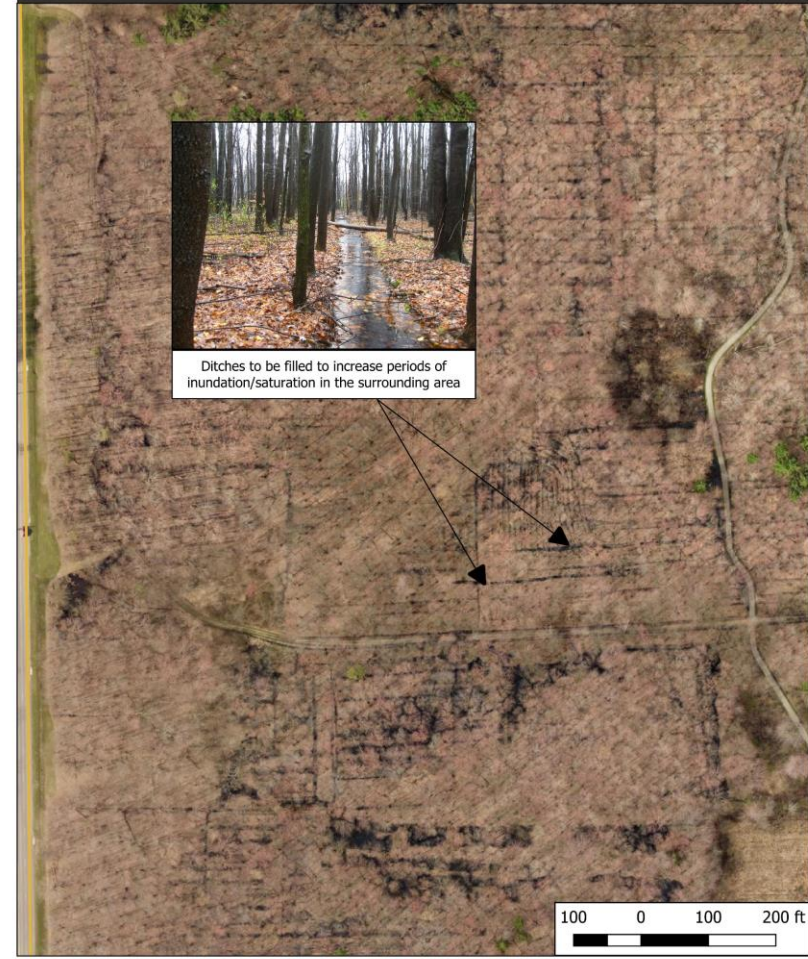 Ditches to be filled to increase periods of
inundation/saturation in the surrounding area
100 0 100 200 ft